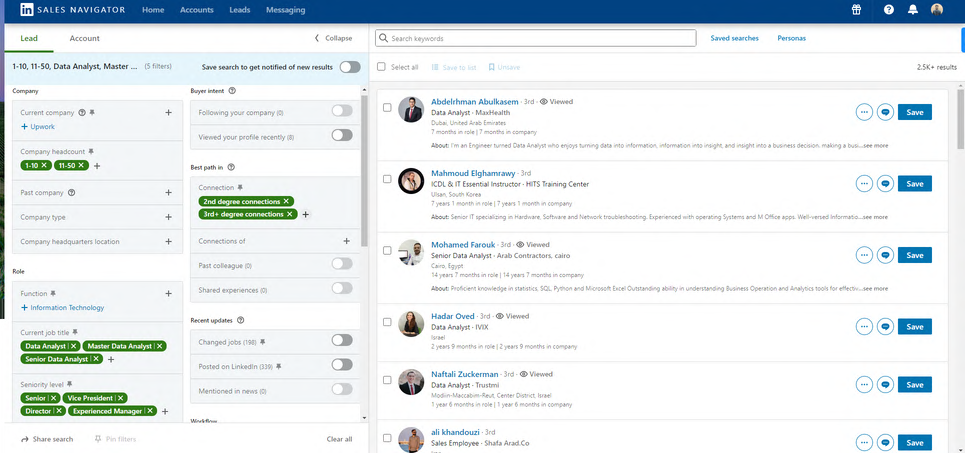 in SALES NAVIGATOR Home Accounts Leads Messaging
Lead Account Collapse
1-10, 11-50, Data Analyst, Master ... (5 filters) Save search to get notified of new results
Company
Current company
+ Upwork
Company headcount
1-10 11-50
Past company
Company type
Company headquarters location
Role
Function
+ Information Technology
Current job title
Data Analyst Master Data Analyst
Senior Data Analyst
Seniority level
Senior Vice President
Director Experienced Manager
Buyer intent
Following your company (0)
Viewed your profile recently (8)
Best path in
Connection
2nd degree connections
3rd+ degree connections
Connections of
Past colleague (0)
Shared experiences (0)
Recent updates
Changed jobs (198)
Posted on LinkedIn (339)
Mentioned in news (0)
Workflow
Share search Pin filters Clear all
Search keywords Saved searches Personas
Select all Save to list Unsave 2.5K+ results
Abdelrhman Abulkasem · 3rd · Viewed
Data Analyst · MaxHealth
Dubai, United Arab Emirates
7 months in role | 7 months in company
About: I'm an Engineer turned Data Analyst who enjoys turning data into information, information into insight, and insight into a business decision. making a busi...see more
Save
Mahmoud Elghamrawy · 3rd
ICDL & IT Essential Instructor · HITS Training Center
Ulsan, South Korea
7 years 1 month in role | 7 years 1 month in company
About: Senior IT specializing in Hardware, Software and Network troubleshooting. Experienced with operating Systems and M Office apps. Well-versed Informatio...see more
Save
Mohamed Farouk · 3rd · Viewed
Senior Data Analyst · Arab Contractors, cairo
Cairo, Egypt
14 years 7 months in role | 14 years 7 months in company
About: Proficient knowledge in statistics, SQL, Python and Microsoft Excel Outstanding ability in understanding Business Operation and Analytics tools for effectiv...see more
Save
Hadar Oved · 3rd · Viewed
Data Analyst · IVIX
Israel
2 years 9 months in role | 2 years 9 months in company
Save
Naftali Zuckerman · 3rd · Viewed
Data Analyst · Trustmi
Modiin-Maccabim-Reut, Center District, Israel
1 year 6 months in role | 1 year 6 months in company
Save
ali khandouzi · 3rd
Sales Employee · Shafa Arad.Co
Save